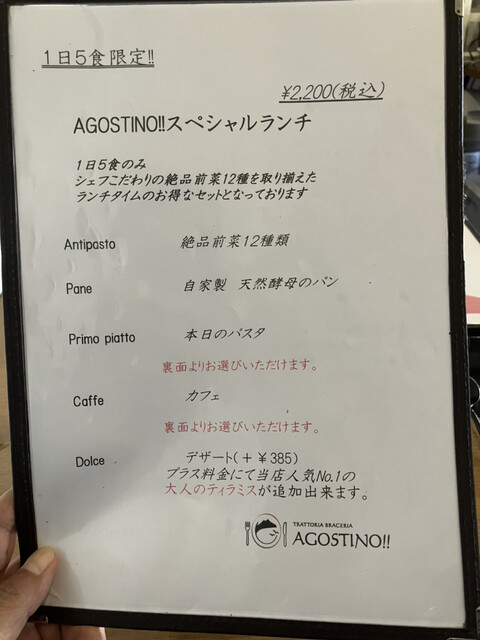 1日5食限定!!
¥2,200(税込)
AGOSTINO!!スペシャルランチ
1日5食のみ
シェフこだわりの絶品前菜12種を取り揃えた
ランチタイムのお得なセットとなっております
Antipasto 絶品前菜12種類
Pane 自家製 天然酵母のパン
Primo piatto 本日のパスタ
裏面よりお選びいただけます。
Caffe カフェ
裏面よりお選びいただけます。
Dolce デザート(+¥385)
プラス料金にて当店人気No.1の
大人のティラミスが追加出来ます。
TRATTORIA BRACERIA
AGOSTINO!!